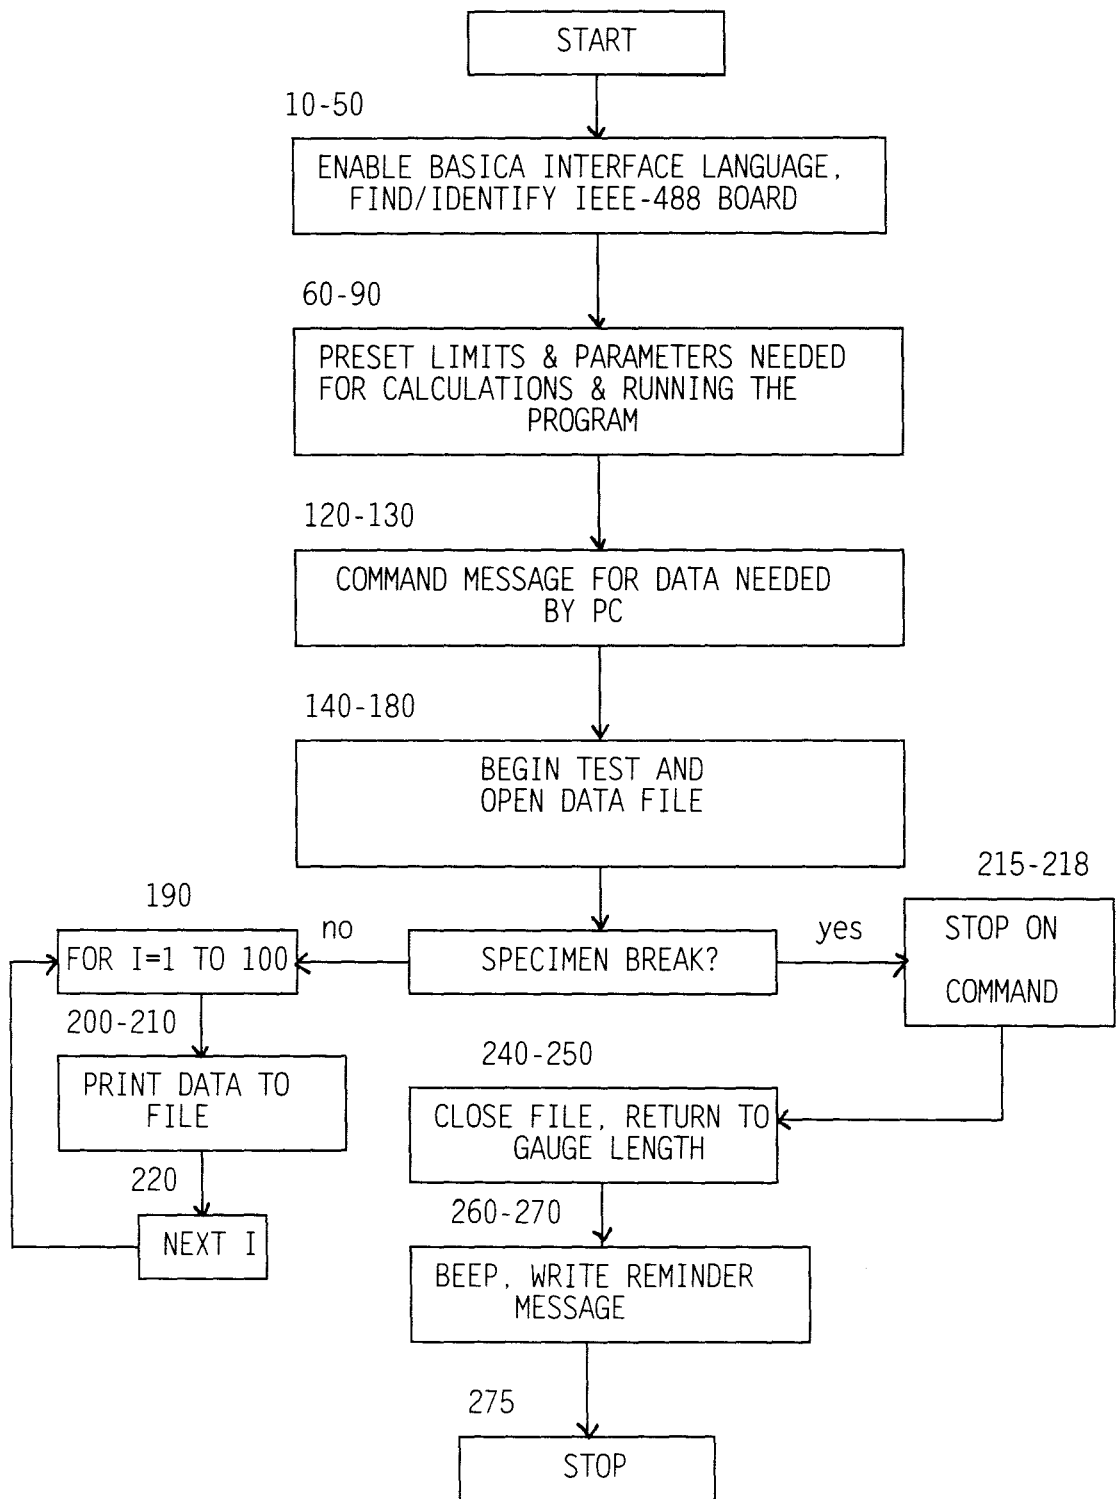 START
10-50
ENABLE BASICA INTERFACE LANGUAGE,
FIND/IDENTIFY IEEE-488 BOARD
60-90
PRESET LIMITS & PARAMETERS NEEDED
FOR CALCULATIONS & RUNNING THE
PROGRAM
120-130
COMMAND MESSAGE FOR DATA NEEDED
BY PC
140-180
BEGIN TEST AND
OPEN DATA FILE
190
FOR I=1 TO 100
no
SPECIMEN BREAK?
yes
215-218
STOP ON
COMMAND
200-210
PRINT DATA TO
FILE
220
NEXT I
240-250
CLOSE FILE, RETURN TO
GAUGE LENGTH
260-270
BEEP, WRITE REMINDER
MESSAGE
275
STOP